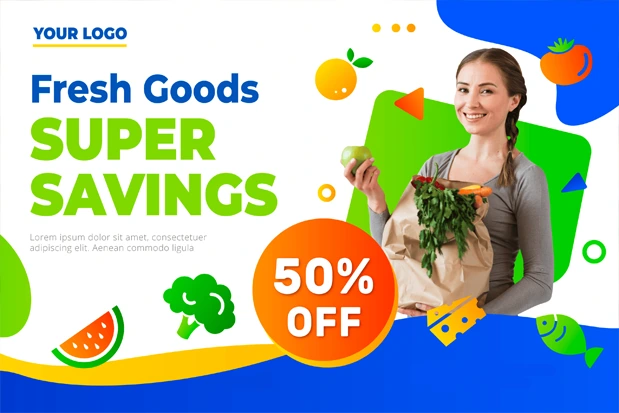 YOUR LOGO
Fresh Goods
SUPER
SAVINGS
Lorem ipsum dolor sit amet, consectetuer
adipiscing elit. Aenean commodo ligula
50%
OFF